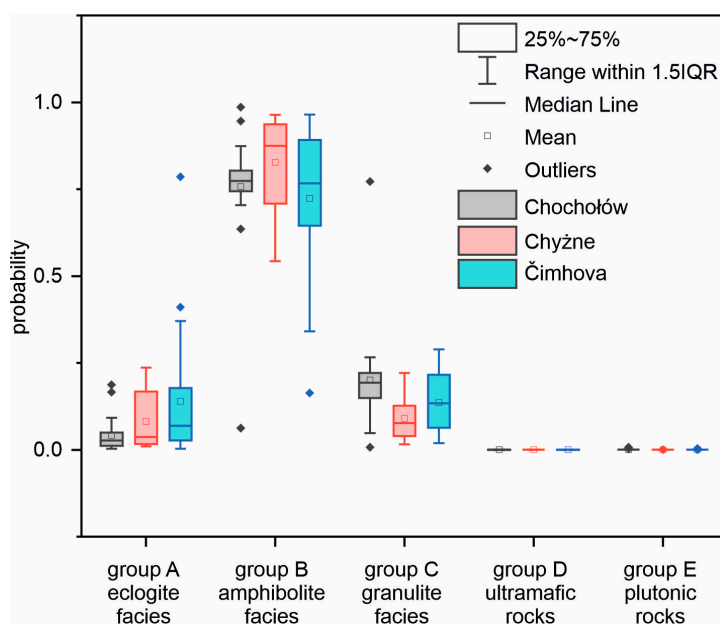 25%~75%
Range within 1.5IQR
Median Line
Mean
Outliers
Chochołów
Chyżne
Čimhova
probability
1.0
0.5
0.0
group A
eclogite
facies
group B
amphibolite
facies
group C
granulite
facies
group D
ultramafic
rocks
group E
plutonic
rocks